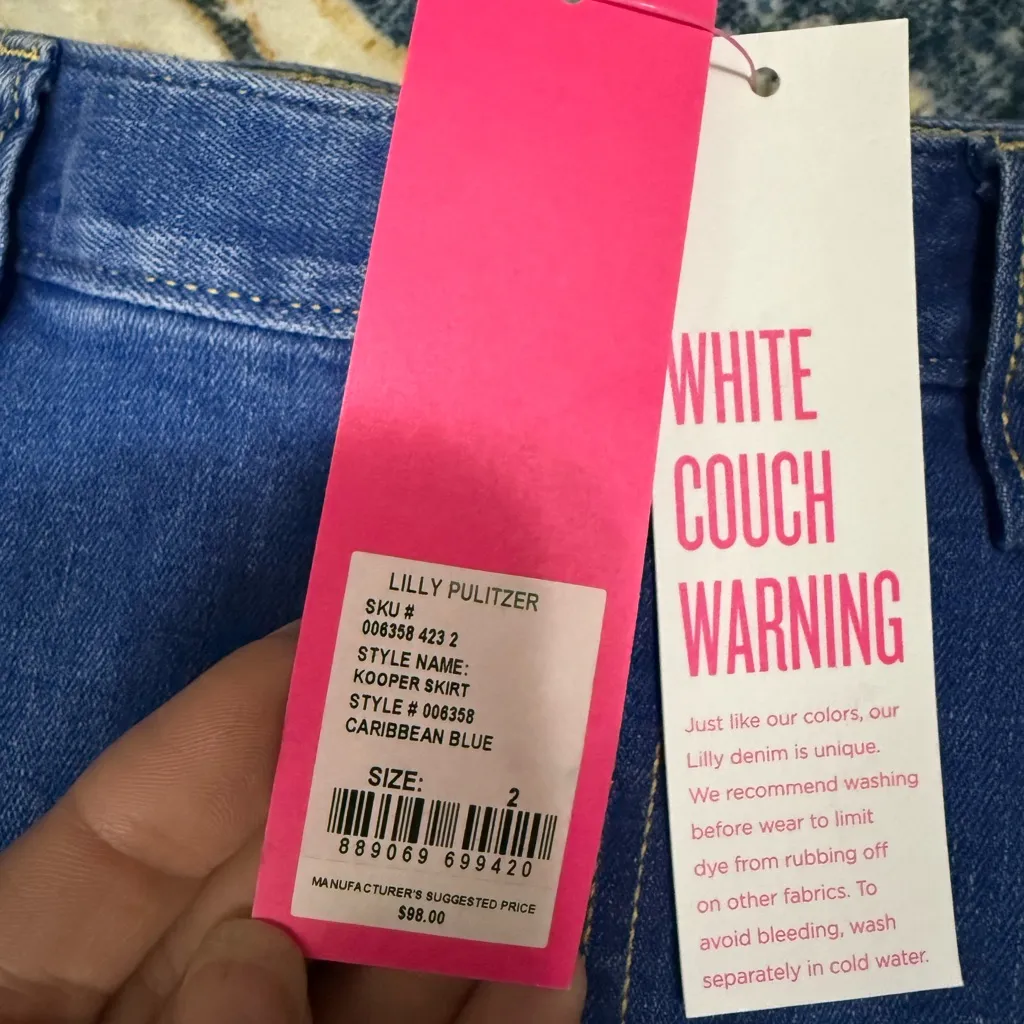 LILLY PULITZER
SKU #
006358 423 2
STYLE NAME:
KOOPER SKIRT
STYLE # 006358
CARIBBEAN BLUE
SIZE: 2
889069 699420
MANUFACTURER'S SUGGESTED PRICE
$98.00
WHITE
COUCH
WARNING
Just like our colors, our
Lilly denim is unique.
We recommend washing
before wear to limit
dye from rubbing off
on other fabrics. To
avoid bleeding, wash
separately in cold water.